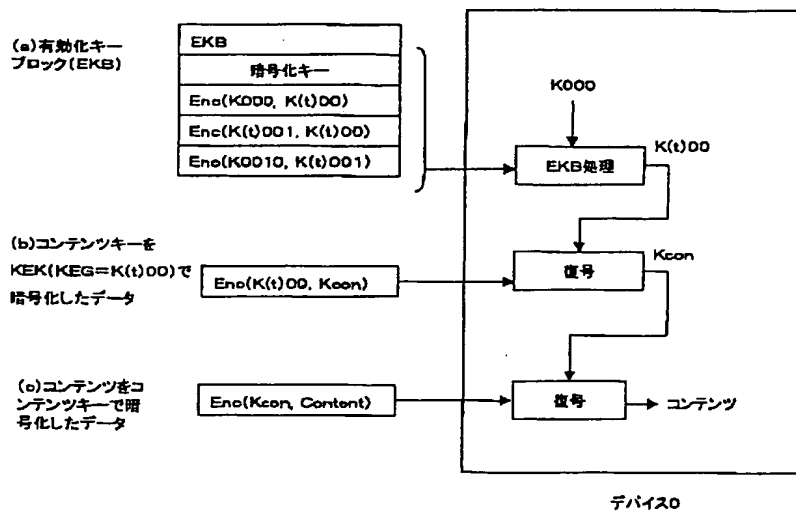 (a)有効化キー
ブロック(EKB)
EKB
暗号化キー
Enc(K000, K(t)00)
Enc(K(t)001, K(t)00)
Enc(K0010, K(t)001)
K000
EKB処理
K(t)00
(b)コンテンツキーを
KEK(KEG=K(t)00)で
暗号化したデータ
Enc(K(t)00, Kcon)
復号
Kcon
(c)コンテンツをコ
ンテンツキーで暗
号化したデータ
Enc(Kcon, Content)
復号
コンテンツ
デバイス0